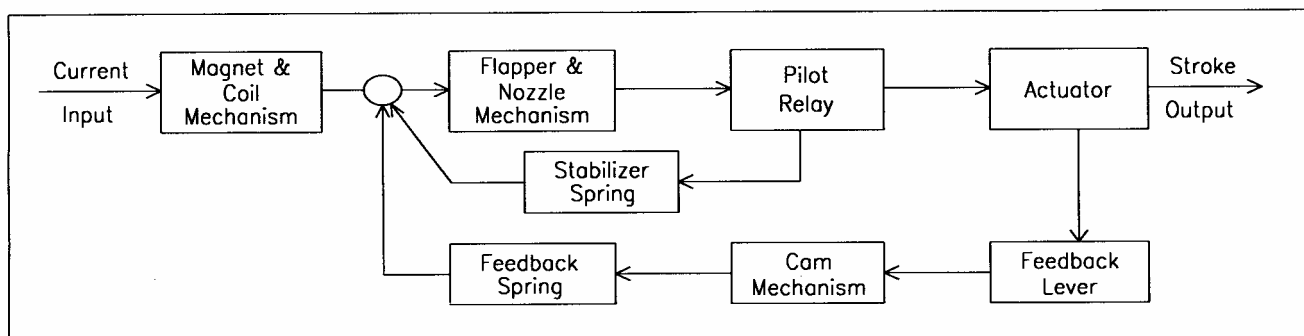 Current
Input
Magnet &
Coil
Mechanism
Flapper &
Nozzle
Mechanism
Pilot
Relay
Actuator
Stroke
Output
Stabilizer
Spring
Feedback
Spring
Cam
Mechanism
Feedback
Lever